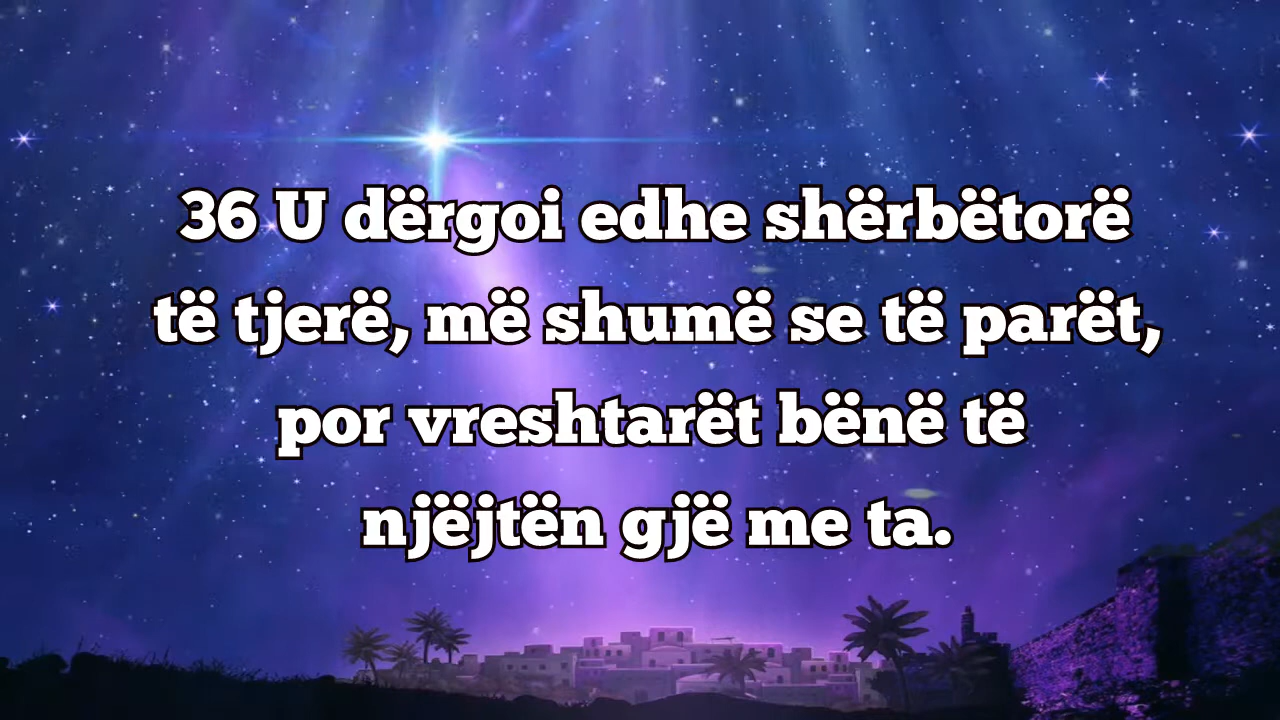 36 U dërgoi edhe shërbëtorë
të tjerë, më shumë se të parët,
por vreshtarët bënë të
njëjtën gjë me ta.